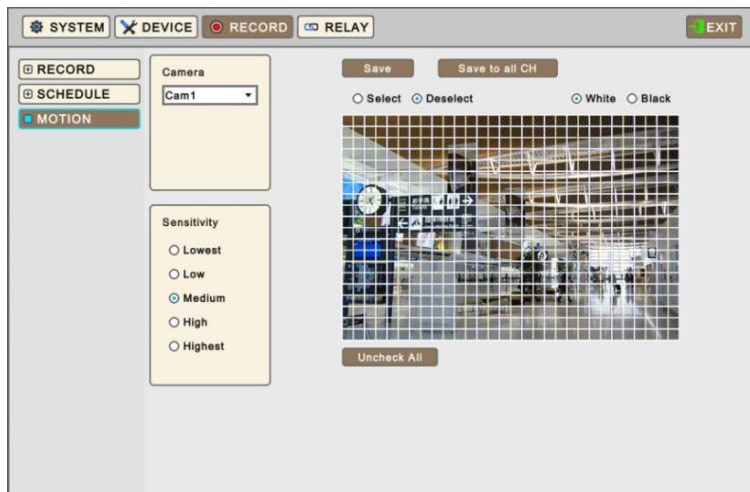 SYSTEM DEVICE RECORD RELAY EXIT
RECORD
SCHEDULE
MOTION
Camera
Cam1
Sensitivity
Lowest
Low
Medium
High
Highest
Save Save to all CH
Select Deselect White Black
Uncheck All